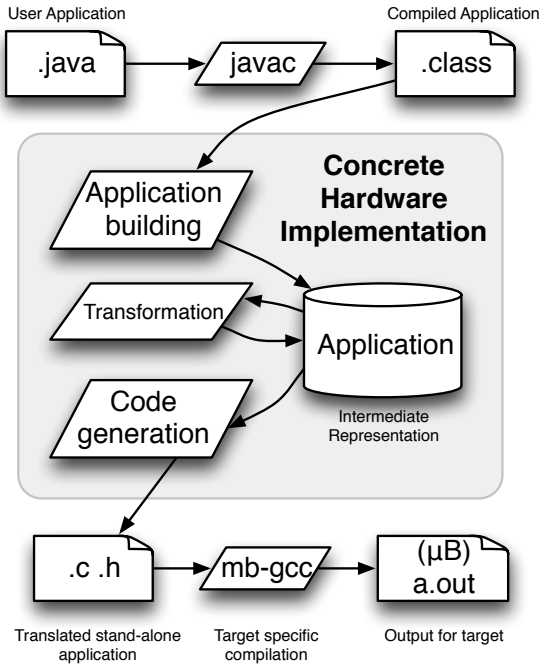 User Application
Compiled Application
.java
javac
.class
Concrete
Hardware
Implementation
Application
building
Transformation
Application
Code
generation
Intermediate
Representation
.c .h
mb-gcc
(µB)
a.out
Translated stand-alone
application
Target specific
compilation
Output for target